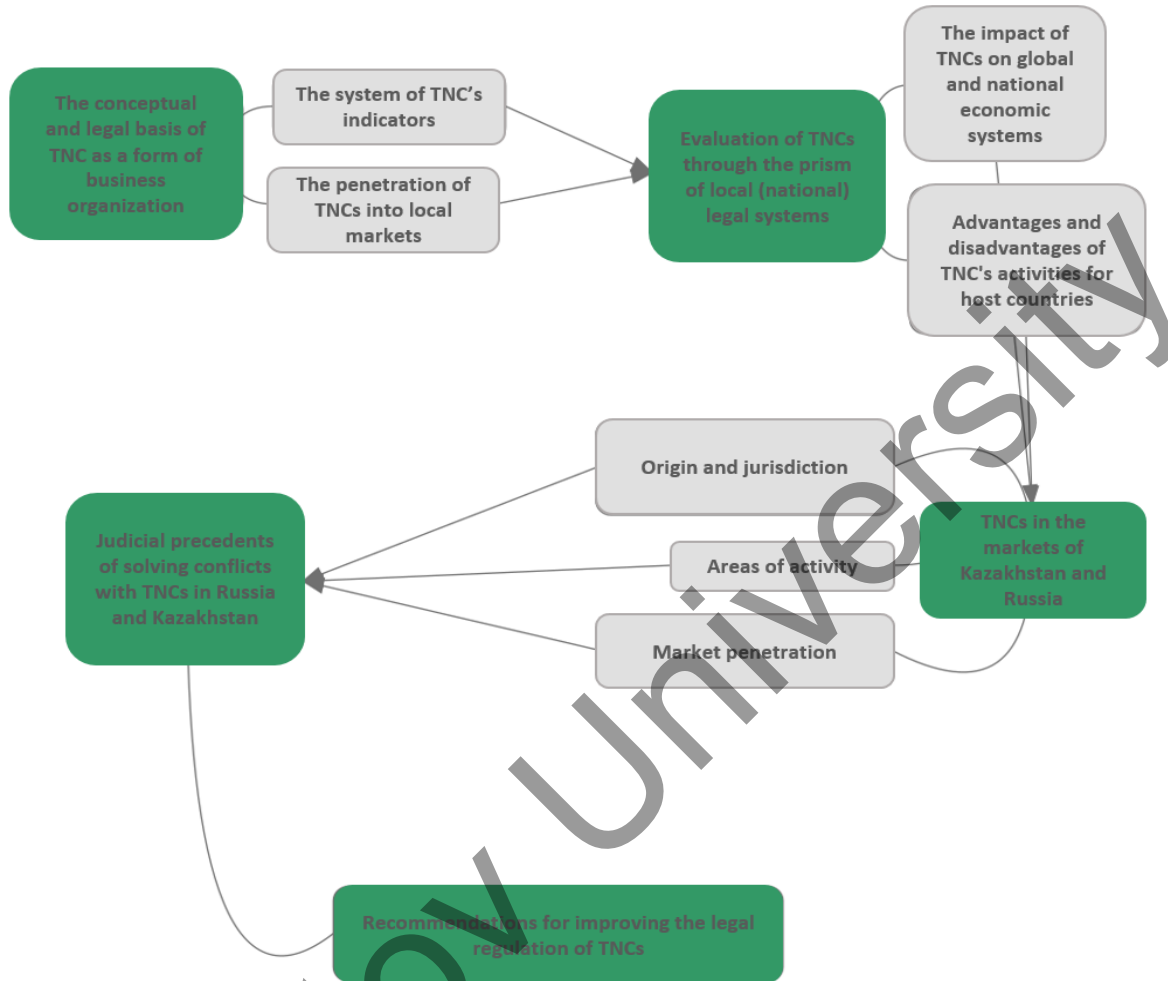 The conceptual
and legal basis of
TNC as a form of
business
organization
The system of TNC’s
indicators
The penetration of
TNCs into local
markets
Evaluation of TNCs
through the prism
of local (national)
legal systems
The impact of
TNCs on global
and national
economic
systems
Advantages and
disadvantages of
TNC's activities for
host countries
Origin and jurisdiction
Areas of activity
Market penetration
TNCs in the
markets of
Kazakhstan and
Russia
Judicial precedents
of solving conflicts
with TNCs in Russia
and Kazakhstan
Recommendations for improving the legal
regulation of TNCs
University